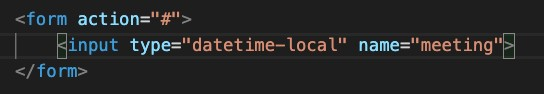 <form action="#">
    <input type="datetime-local" name="meeting">
</form>